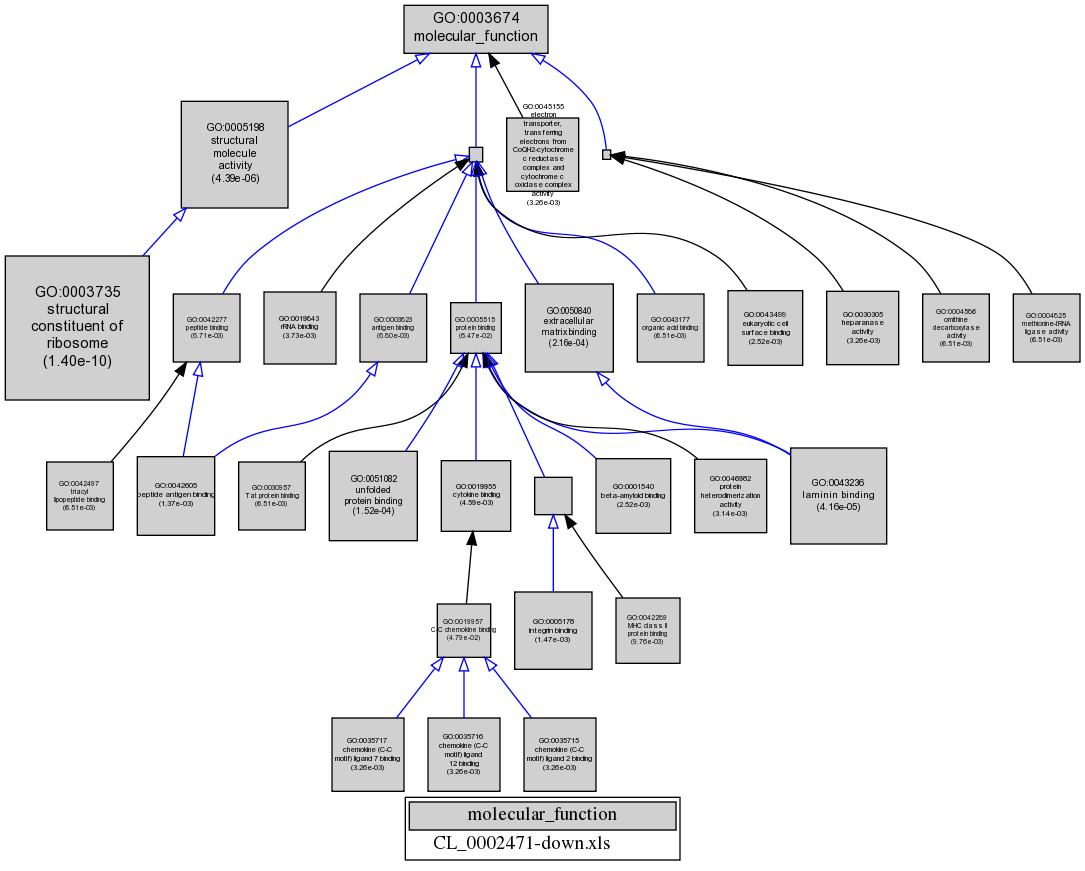 GO:0003674
molecular_function
GO:0005198
structural
molecule
activity
(4.39e-06)
GO:0045155
electron
transporter,
transferring
electrons from
CoQH2-cytochrome
c reductase
complex and
cytochrome c
oxidase complex
activity
(3.26e-03)
GO:0003735
structural
constituent of
ribosome
(1.40e-10)
GO:0042277
peptide binding
(6.71e-03)
GO:0019843
rRNA binding
(3.73e-03)
GO:0003823
antigen binding
(6.60e-03)
GO:0005515
protein binding
(6.47e-02)
GO:0050840
extracellular
matrix binding
(2.16e-04)
GO:0043177
organic acid binding
(6.51e-03)
GO:0043499
eukaryotic cell
surface binding
(2.52e-03)
GO:0030305
heparanase
activity
(3.26e-03)
GO:0004586
ornithine
decarboxylase
activity
(6.51e-03)
GO:0004825
methionine-tRNA
ligase activity
(6.51e-03)
GO:0042497
triacyl
lipopeptide binding
(6.51e-03)
GO:0042605
peptide antigen binding
(1.37e-03)
GO:0030957
Tat protein binding
(6.51e-03)
GO:0051082
unfolded
protein binding
(1.52e-04)
GO:0019955
cytokine binding
(4.59e-03)
GO:0001540
beta-amyloid binding
(2.52e-03)
GO:0046982
protein
heterodimerization
activity
(3.14e-03)
GO:0043236
laminin binding
(4.16e-05)
GO:0019957
C-C chemokine binding
(4.79e-02)
GO:0005178
integrin binding
(1.47e-03)
GO:0042289
MHC class II
protein binding
(9.76e-03)
GO:0035717
chemokine (C-C
motif) ligand 7 binding
(3.26e-03)
GO:0035716
chemokine (C-C
motif) ligand
12 binding
(3.26e-03)
GO:0035715
chemokine (C-C
motif) ligand 2 binding
(3.26e-03)
molecular_function
CL_0002471-down.xls